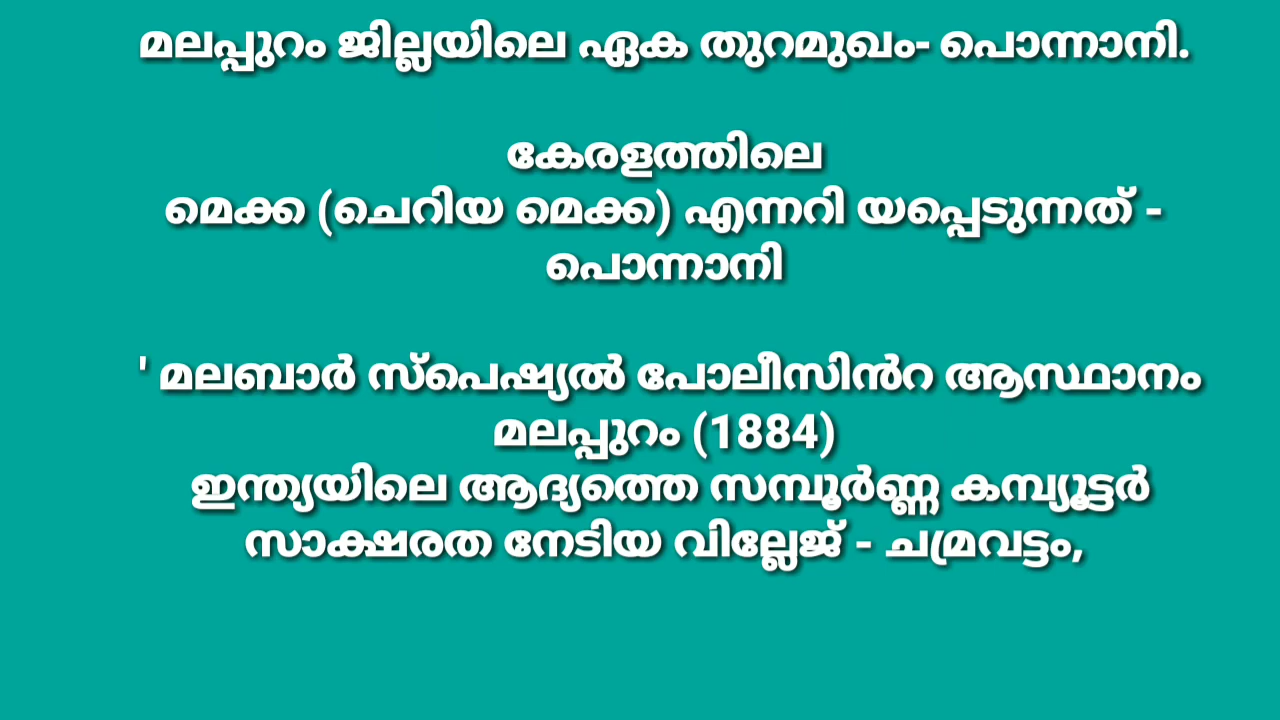 മലപ്പുറം ജില്ലയിലെ ഏക തുറമുഖം- പൊന്നാനി.
കേരളത്തിലെ
മെക്ക (ചെറിയ മെക്ക) എന്നറി യപ്പെടുന്നത് -
പൊന്നാനി
' മലബാർ സ്പെഷ്യൽ പോലീസിൻറ ആസ്ഥാനം
മലപ്പുറം (1884)
ഇന്ത്യയിലെ ആദ്യത്തെ സമ്പൂർണ്ണ കമ്പ്യൂട്ടർ
സാക്ഷരത നേടിയ വില്ലേജ് - ചമ്രവട്ടം,